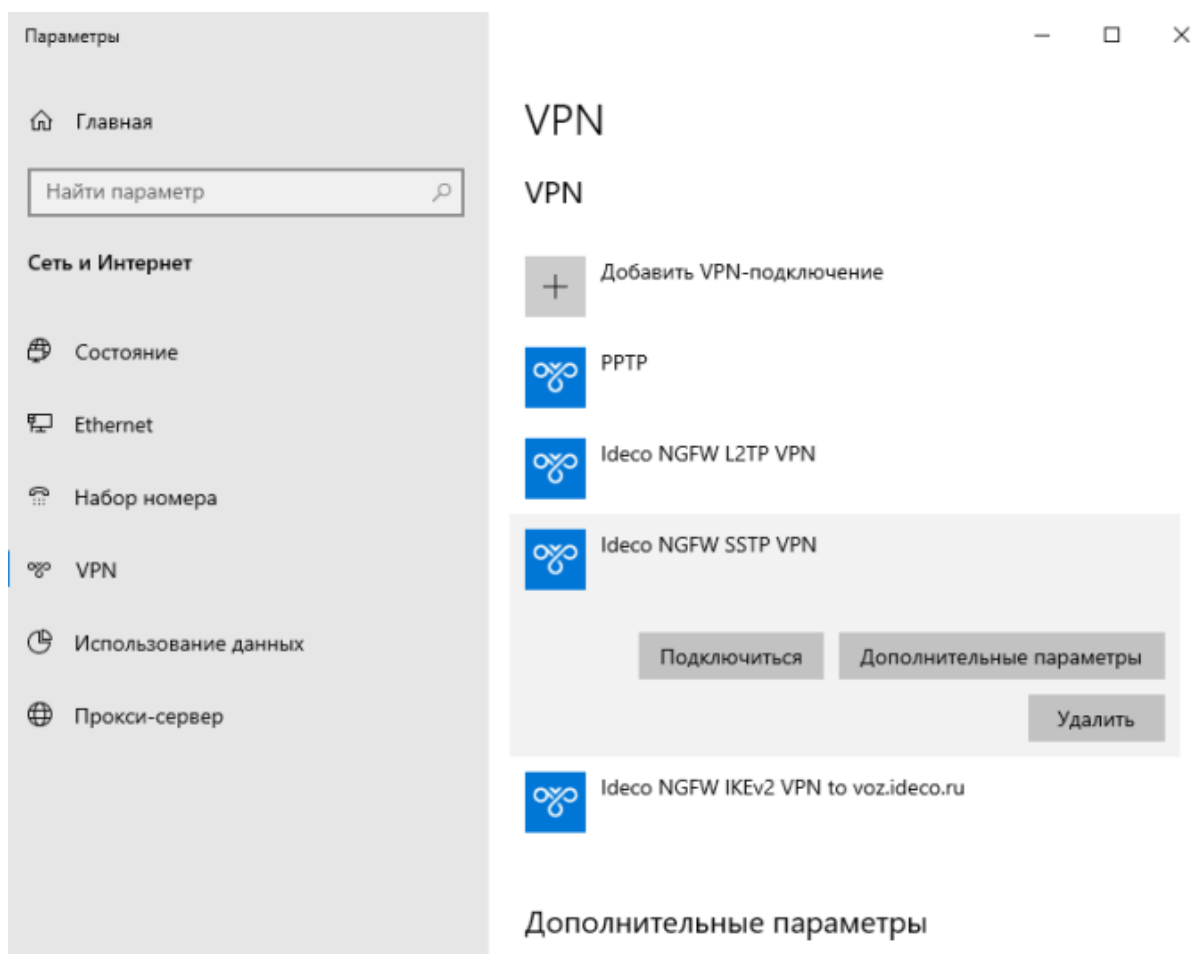 Параметры
Главная
Найти параметр
Сеть и Интернет
Состояние
Ethernet
Набор номера
VPN
Использование данных
Прокси-сервер
VPN
VPN
Добавить VPN-подключение
PPTP
Ideco NGFW L2TP VPN
Ideco NGFW SSTP VPN
Подключиться
Дополнительные параметры
Удалить
Ideco NGFW IKEv2 VPN to voz.ideco.ru
Дополнительные параметры